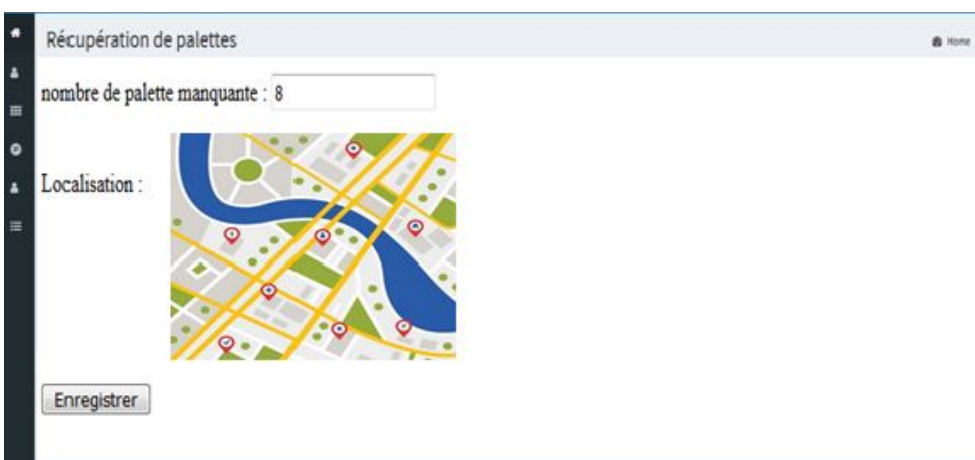 Récupération de palettes
Home
nombre de palette manquante : 8
Localisation :
Enregistrer